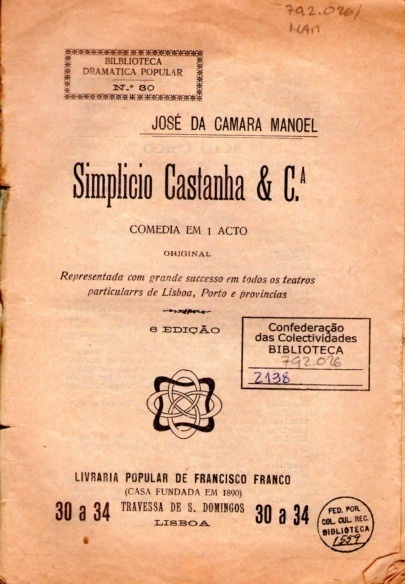 792.026/
MAN
BILBLIOTECA
DRAMATICA POPULAR
N.º 80
JOSÉ DA CAMARA MANOEL
Simplicio Castanha & C.ᴬ
COMEDIA EM 1 ACTO
ORIGINAL
Representada com grande successo em todos os teatros
particularrs de Lisboa, Porto e provincias
6 EDIÇÃO
Confederação
das Colectividades
BIBLIOTECA
792.026
2138
LIVRARIA POPULAR DE FRANCISCO FRANCO
(CASA FUNDADA EM 1890)
30 a 34 TRAVESSA DE S. DOMINGOS 30 a 34
LISBOA
FED. POR.
COL. CUL. REC.
BIBLIOTECA
1559